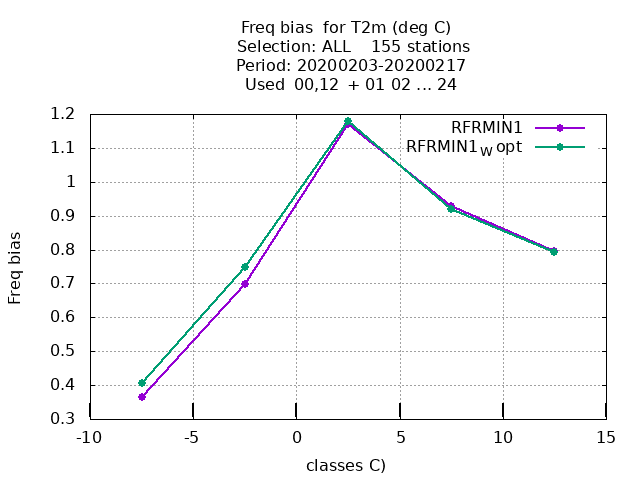 Freq bias for T2m (deg C)
Selection: ALL 155 stations
Period: 20200203-20200217
Used 00,12 + 01 02 ... 24
RFRMIN1
RFRMIN1W opt
1.2
1.1
1
0.9
0.8
0.7
0.6
0.5
0.4
0.3
Freq bias
-10 -5 0 5 10 15
classes C)